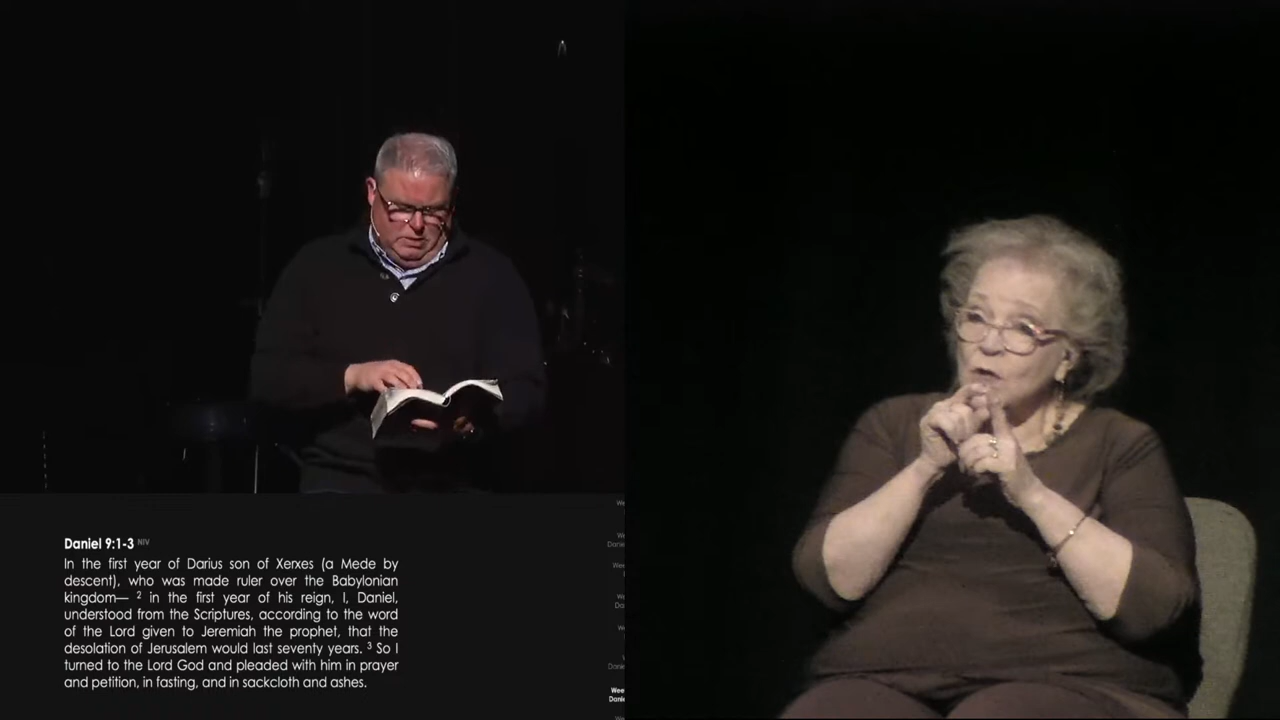 Daniel 9:1-3 NIV
In the first year of Darius son of Xerxes (a Mede by
descent), who was made ruler over the Babylonian
kingdom— 2 in the first year of his reign, I, Daniel,
understood from the Scriptures, according to the word
of the Lord given to Jeremiah the prophet, that the
desolation of Jerusalem would last seventy years. 3 So I
turned to the Lord God and pleaded with him in prayer
and petition, in fasting, and in sackcloth and ashes.